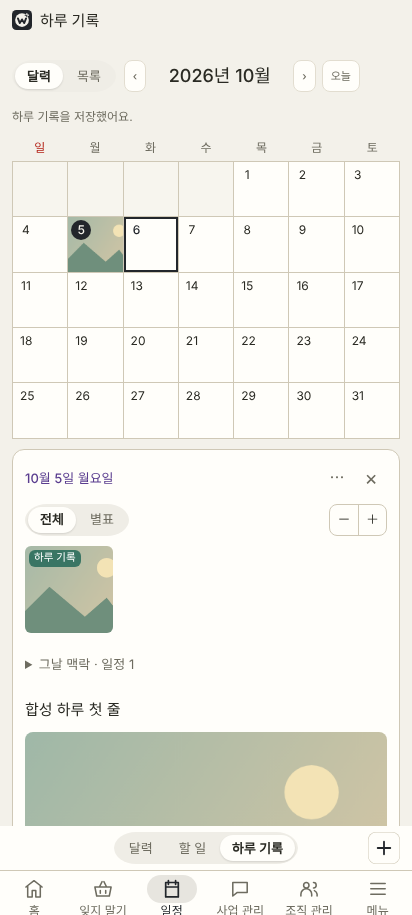 하루 기록
달력 목록 ‹ 2026년 10월 › 오늘
하루 기록을 저장했어요.
일 월 화 수 목 금 토
1 2 3
4 5 6 7 8 9 10
11 12 13 14 15 16 17
18 19 20 21 22 23 24
25 26 27 28 29 30 31
10월 5일 월요일 ··· ×
전체 별표 − +
하루 기록
▶ 그날 맥락 · 일정 1
합성 하루 첫 줄
달력 할 일 하루 기록 +
홈 잊지 말기 일정 사업 관리 조직 관리 메뉴